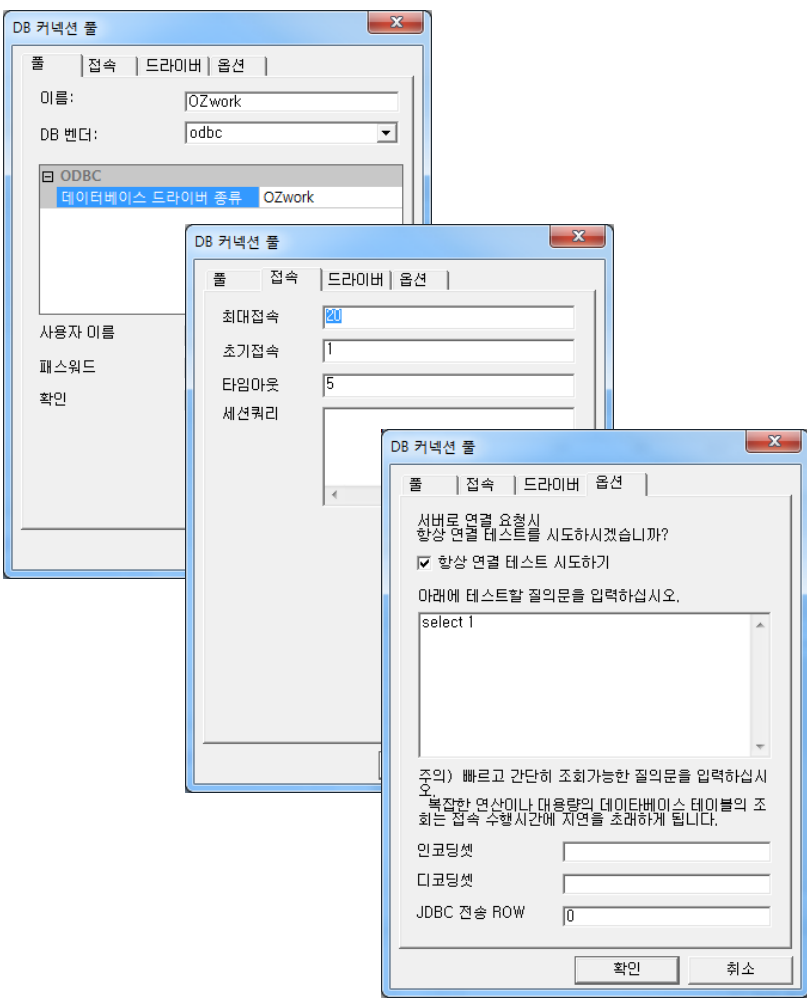 DB 커넥션 풀
풀 접속 드라이버 옵션
이름: OZwork
DB 벤더: odbc
ODBC
데이터베이스 드라이버 종류 OZwork
사용자 이름
패스워드
확인
DB 커넥션 풀
풀 접속 드라이버 옵션
최대접속 20
초기접속 1
타임아웃 5
세션쿼리
DB 커넥션 풀
풀 접속 드라이버 옵션
서버로 연결 요청시
항상 연결 테스트를 시도하시겠습니까?
항상 연결 테스트 시도하기
아래에 테스트할 질의문을 입력하십시오.
select 1
주의) 빠르고 간단히 조회가능한 질의문을 입력하십시
오.
복잡한 연산이나 대용량의 데이타베이스 테이블의 조
회는 접속 수행시간에 지연을 초래하게 됩니다.
인코딩셋
디코딩셋
JDBC 전송 ROW 0
확인 취소